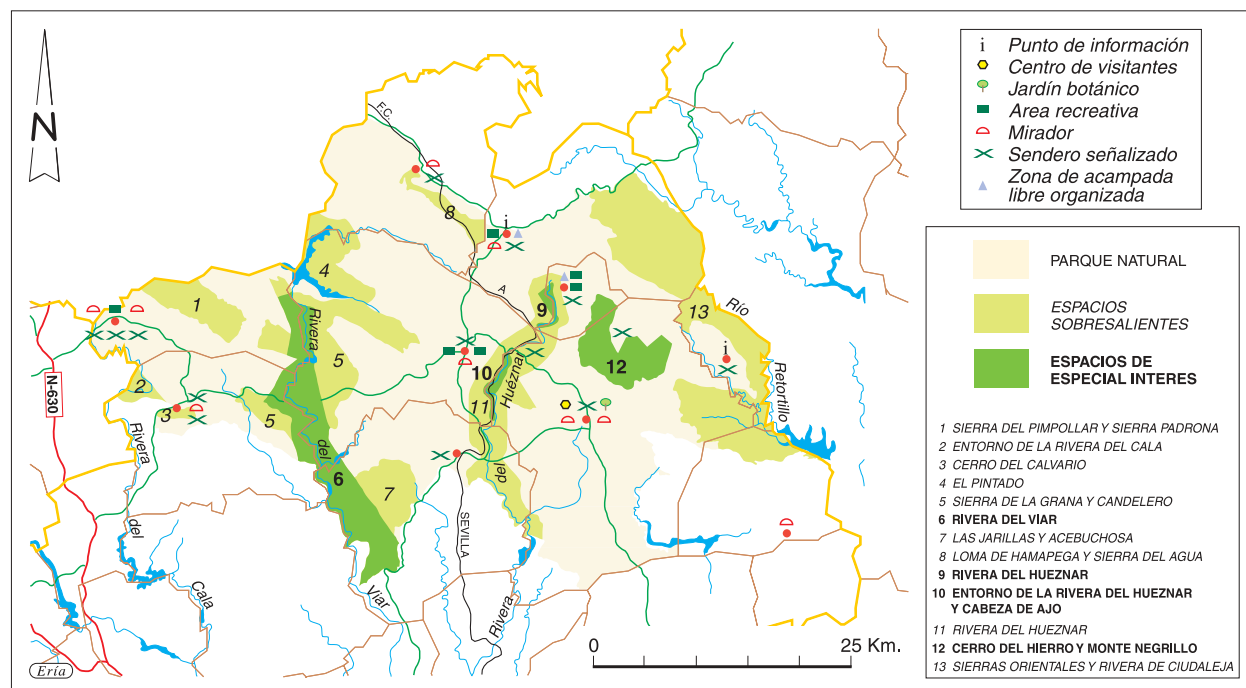 N
F.C.
i
8
4
1
A
9
13
Río
i
12
Rivera
5
10
Huézna
11
N-630
2
3
5
Retortillo
Rivera
del
6
7
del
SEVILLA
del
Cala
Viar
Rivera
0
25 Km.
Ería
i Punto de información
Centro de visitantes
Jardín botánico
Area recreativa
Mirador
Sendero señalizado
Zona de acampada
libre organizada
PARQUE NATURAL
ESPACIOS
SOBRESALIENTES
ESPACIOS DE
ESPECIAL INTERES
1 SIERRA DEL PIMPOLLAR Y SIERRA PADRONA
2 ENTORNO DE LA RIVERA DEL CALA
3 CERRO DEL CALVARIO
4 EL PINTADO
5 SIERRA DE LA GRANA Y CANDELERO
6 RIVERA DEL VIAR
7 LAS JARILLAS Y ACEBUCHOSA
8 LOMA DE HAMAPEGA Y SIERRA DEL AGUA
9 RIVERA DEL HUEZNAR
10 ENTORNO DE LA RIVERA DEL HUEZNAR
Y CABEZA DE AJO
11 RIVERA DEL HUEZNAR
12 CERRO DEL HIERRO Y MONTE NEGRILLO
13 SIERRAS ORIENTALES Y RIVERA DE CIUDALEJA